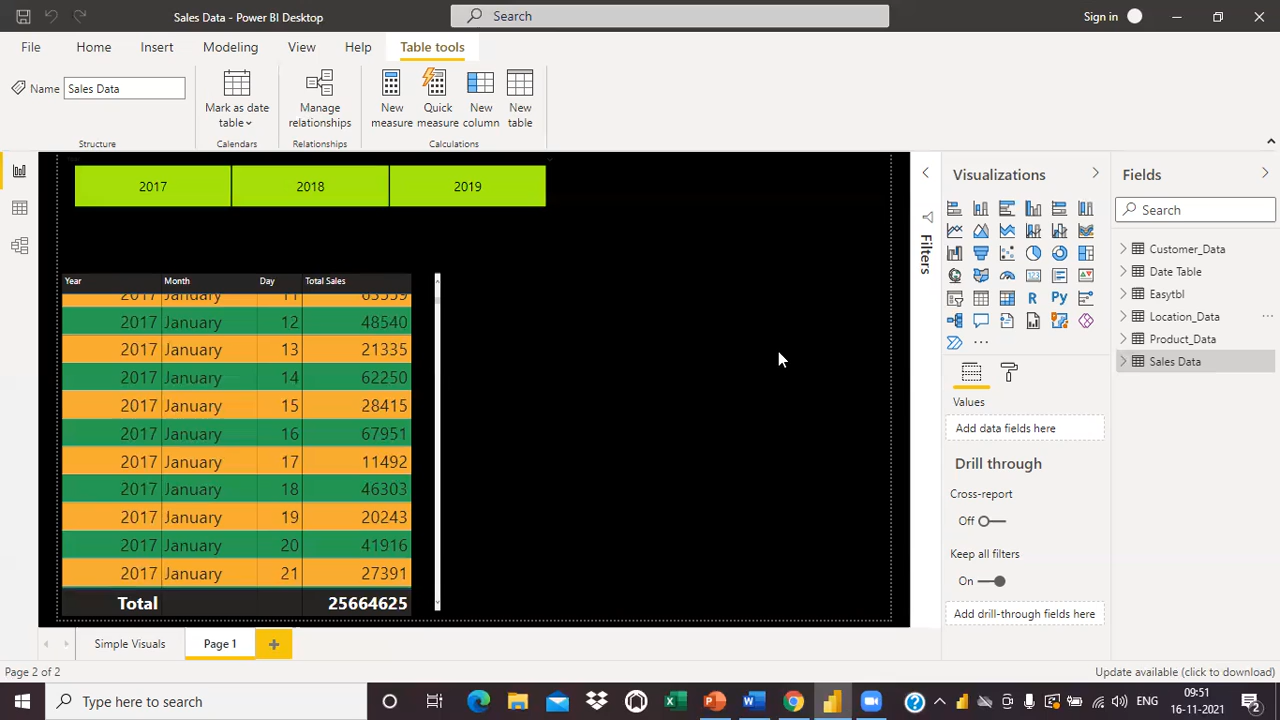 Sales Data - Power BI Desktop
Search
Sign in
File Home Insert Modeling View Help Table tools
Name Sales Data
Mark as date table
Manage relationships
New measure
Quick measure
New column
New table
Structure Calendars Relationships Calculations
2017 2018 2019
Year Month Day Total Sales
2017 January 11 63559
2017 January 12 48540
2017 January 13 21335
2017 January 14 62250
2017 January 15 28415
2017 January 16 67951
2017 January 17 11492
2017 January 18 46303
2017 January 19 20243
2017 January 20 41916
2017 January 21 27391
Total 25664625
Filters
Visualizations
R Py
123
Values
Add data fields here
Drill through
Cross-report
Off
Keep all filters
On
Add drill-through fields here
Fields
Search
Customer_Data
Date Table
Easytbl
Location_Data
Product_Data
Sales Data
Simple Visuals Page 1
Page 2 of 2
Update available (click to download)
Type here to search
ENG
09:51
16-11-2021
2